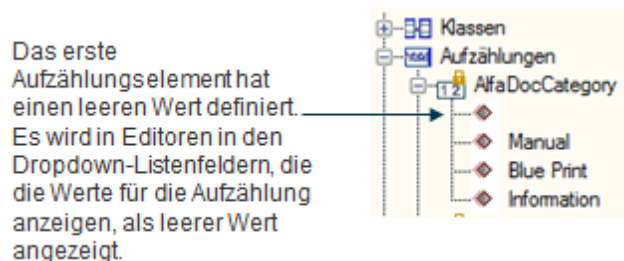 Das erste
Aufzählungselement hat
einen leeren Wert definiert.
Es wird in Editoren in den
Dropdown-Listenfeldern, die
die Werte für die Aufzählung
anzeigen, als leerer Wert
angezeigt.
Klassen
Aufzählungen
AlfaDocCategory
Manual
Blue Print
Information